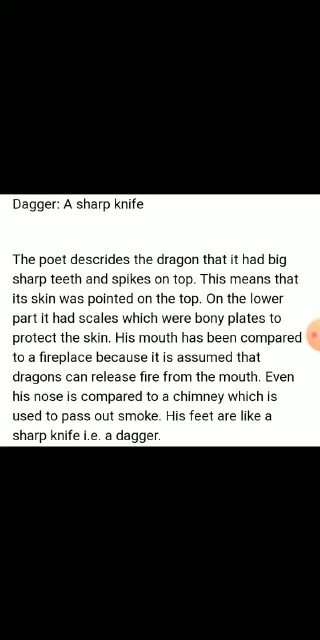 Dagger: A sharp knife
The poet descrides the dragon that it had big
sharp teeth and spikes on top. This means that
its skin was pointed on the top. On the lower
part it had scales which were bony plates to
protect the skin. His mouth has been compared
to a fireplace because it is assumed that
dragons can release fire from the mouth. Even
his nose is compared to a chimney which is
used to pass out smoke. His feet are like a
sharp knife i.e. a dagger.